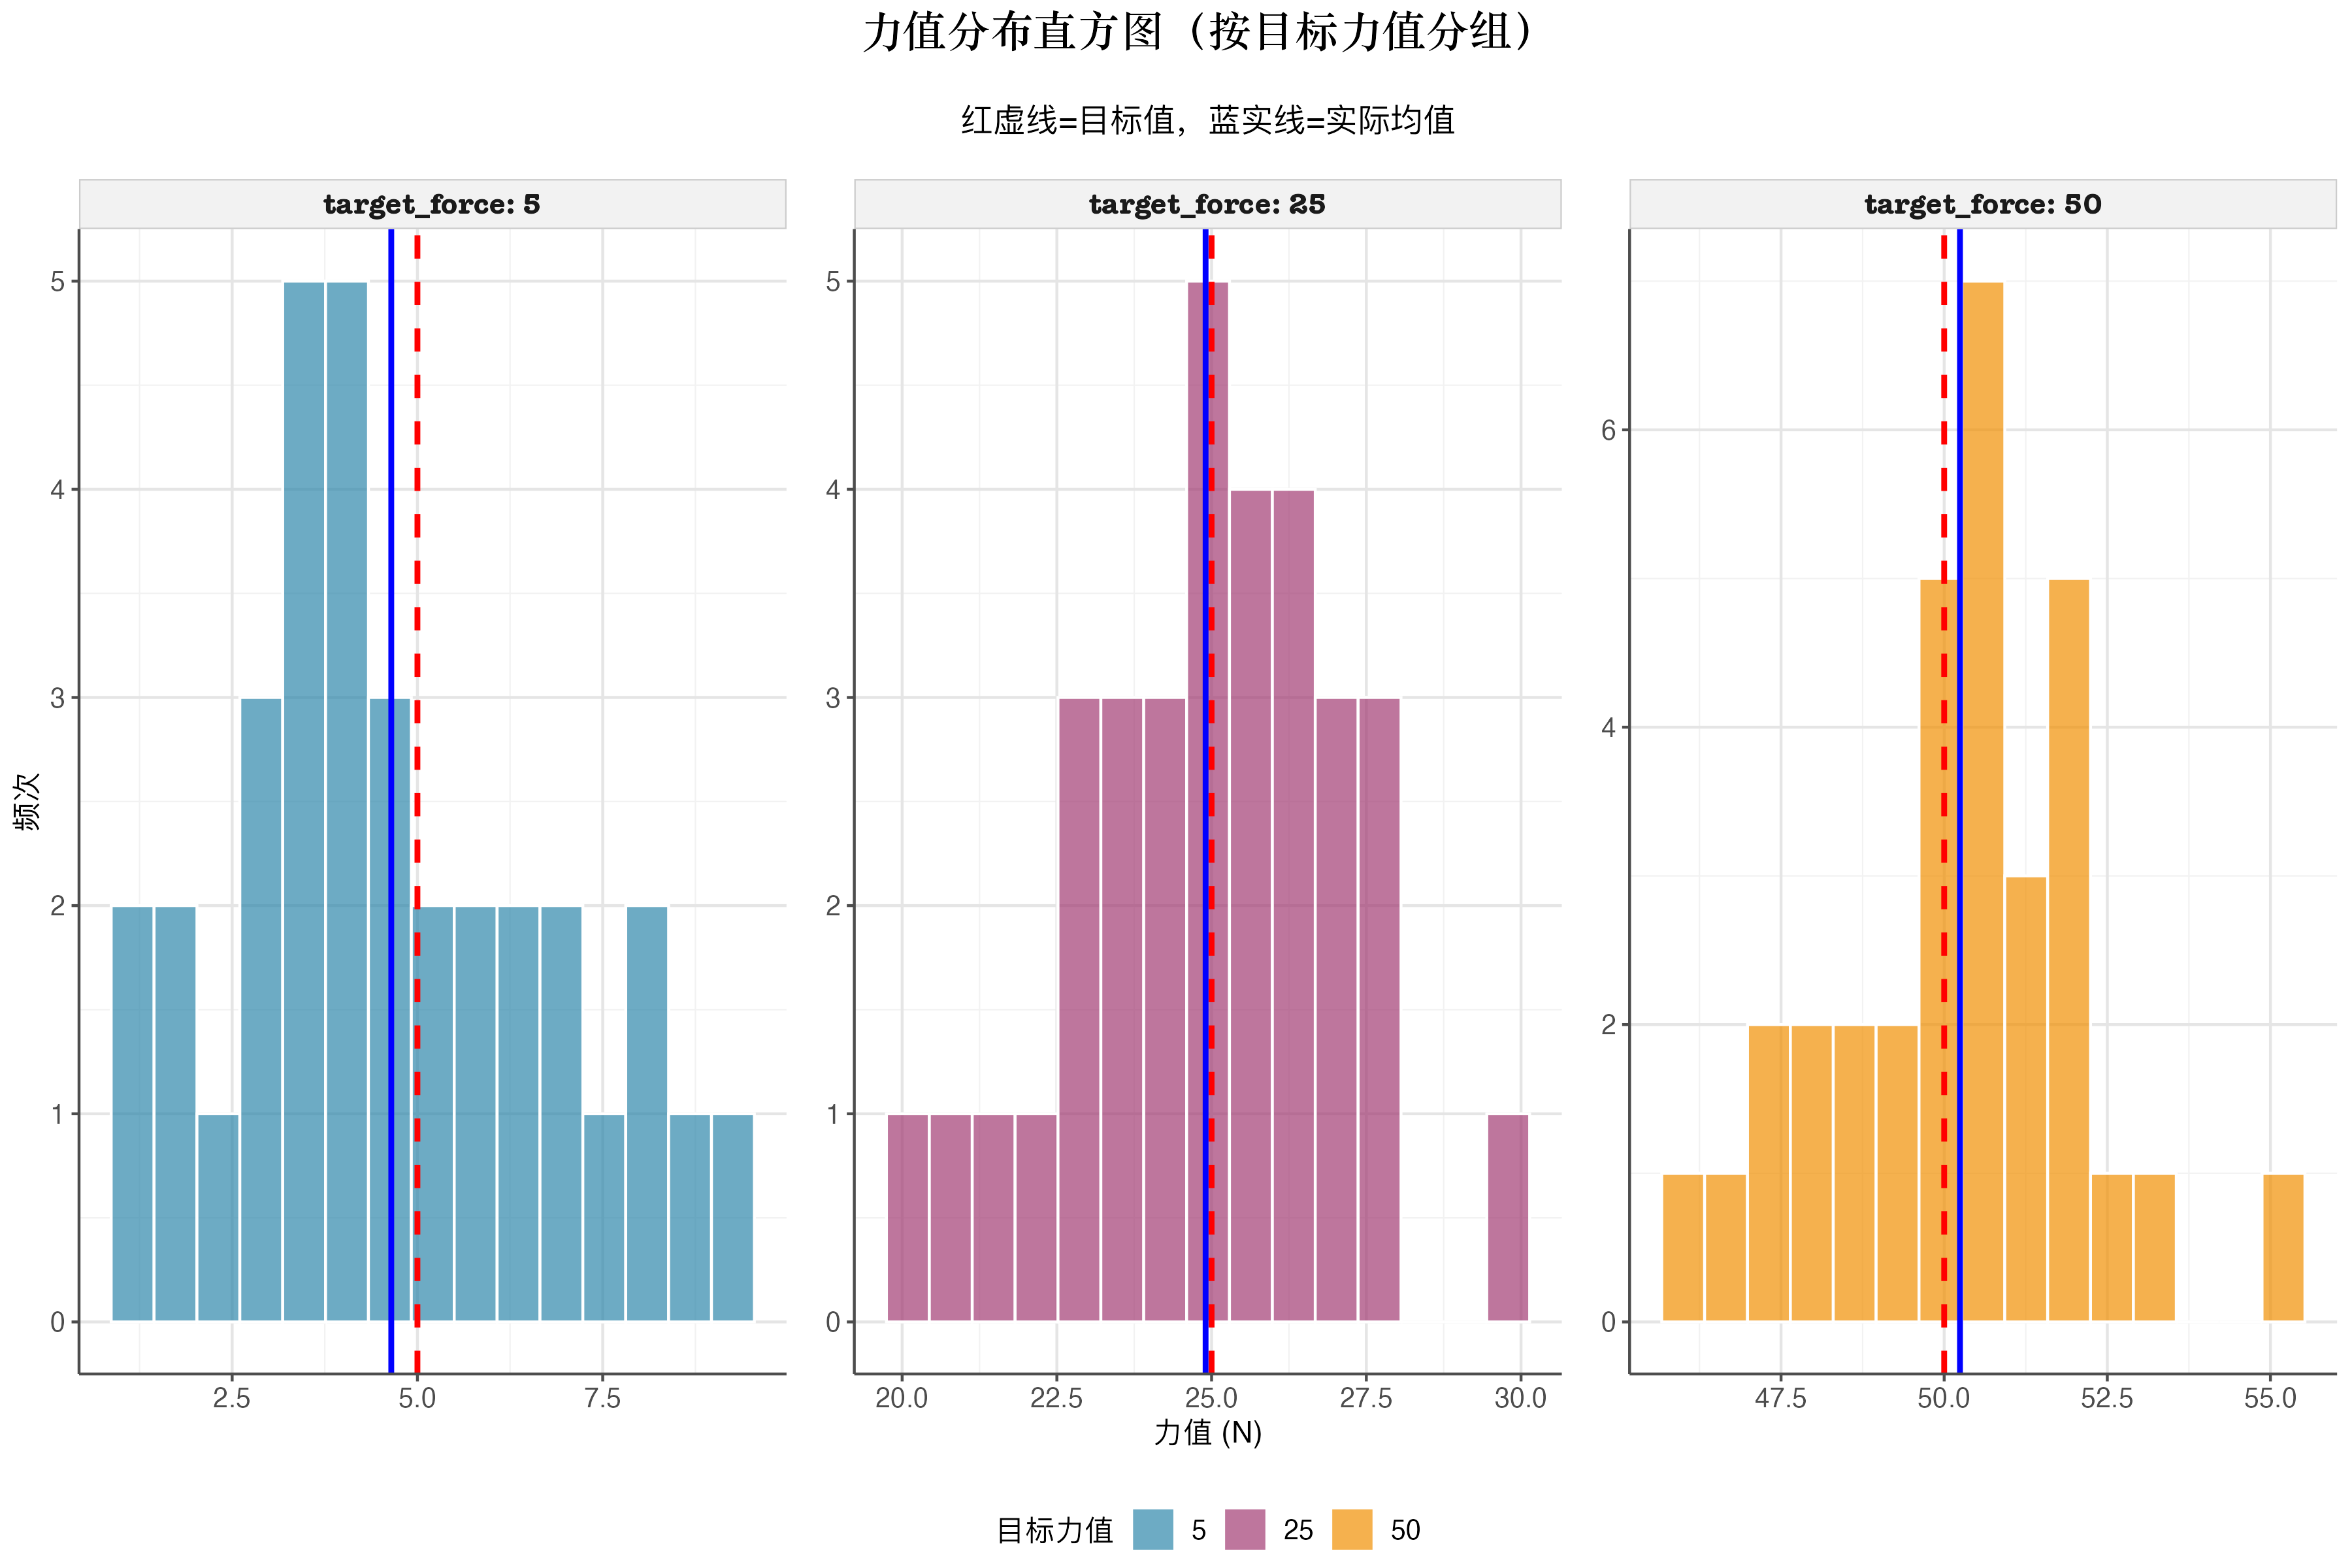 力值分布直方图（按目标力值分组）
红虚线=目标值，蓝实线=实际均值
target_force: 5
target_force: 25
target_force: 50
频次
5
4
3
2
1
0
5
4
3
2
1
0
6
4
2
0
2.5 5.0 7.5
20.0 22.5 25.0 27.5 30.0
47.5 50.0 52.5 55.0
力值 (N)
目标力值 5 25 50